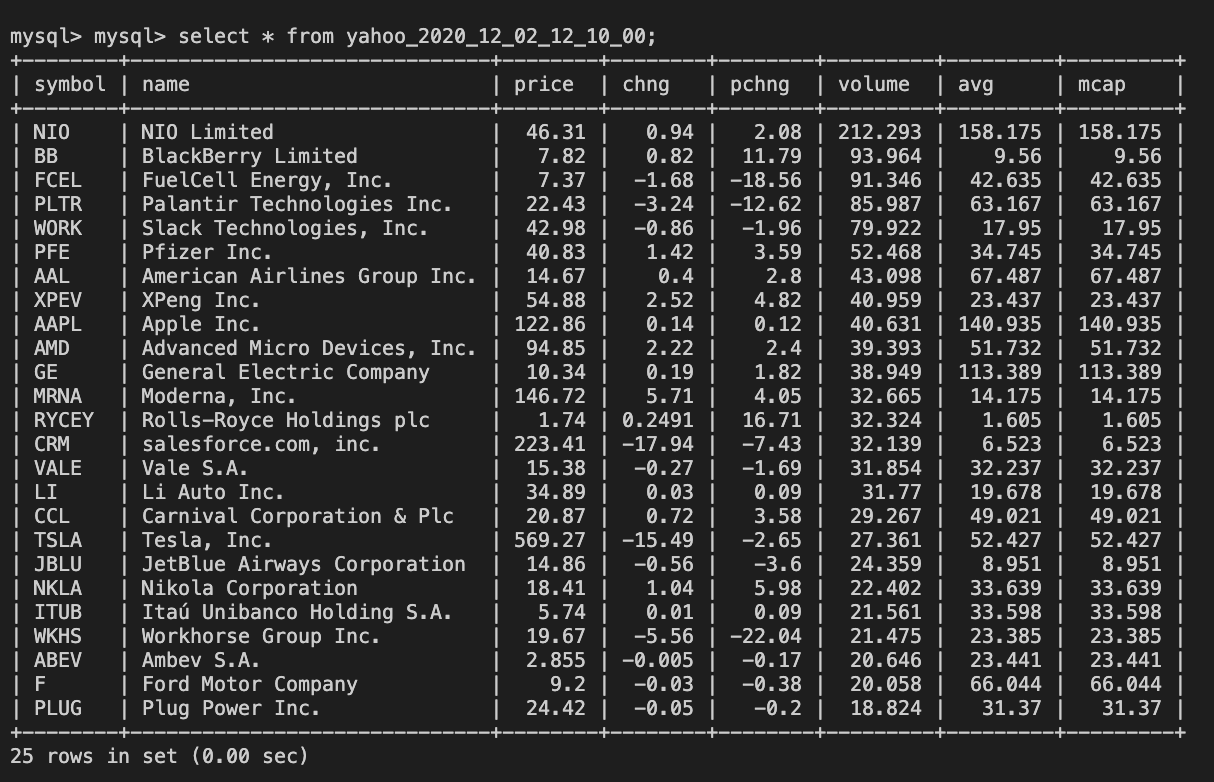 mysql> mysql> select * from yahoo_2020_12_02_12_10_00;
+--------+------------------------------+--------+--------+--------+---------+---------+---------+
| symbol | name                         | price  | chng   | pchng  | volume  | avg     | mcap    |
+--------+------------------------------+--------+--------+--------+---------+---------+---------+
| NIO    | NIO Limited                  |  46.31 |   0.94 |   2.08 | 212.293 | 158.175 | 158.175 |
| BB     | BlackBerry Limited           |   7.82 |   0.82 |  11.79 |  93.964 |    9.56 |    9.56 |
| FCEL   | FuelCell Energy, Inc.        |   7.37 |  -1.68 | -18.56 |  91.346 |  42.635 |  42.635 |
| PLTR   | Palantir Technologies Inc.   |  22.43 |  -3.24 | -12.62 |  85.987 |  63.167 |  63.167 |
| WORK   | Slack Technologies, Inc.     |  42.98 |  -0.86 |  -1.96 |  79.922 |   17.95 |   17.95 |
| PFE    | Pfizer Inc.                  |  40.83 |   1.42 |   3.59 |  52.468 |  34.745 |  34.745 |
| AAL    | American Airlines Group Inc. |  14.67 |    0.4 |    2.8 |  43.098 |  67.487 |  67.487 |
| XPEV   | XPeng Inc.                   |  54.88 |   2.52 |   4.82 |  40.959 |  23.437 |  23.437 |
| AAPL   | Apple Inc.                   | 122.86 |   0.14 |   0.12 |  40.631 | 140.935 | 140.935 |
| AMD    | Advanced Micro Devices, Inc. |  94.85 |   2.22 |    2.4 |  39.393 |  51.732 |  51.732 |
| GE     | General Electric Company     |  10.34 |   0.19 |   1.82 |  38.949 | 113.389 | 113.389 |
| MRNA   | Moderna, Inc.                | 146.72 |   5.71 |   4.05 |  32.665 |  14.175 |  14.175 |
| RYCEY  | Rolls-Royce Holdings plc     |   1.74 | 0.2491 |  16.71 |  32.324 |   1.605 |   1.605 |
| CRM    | salesforce.com, inc.         | 223.41 | -17.94 |  -7.43 |  32.139 |   6.523 |   6.523 |
| VALE   | Vale S.A.                    |  15.38 |  -0.27 |  -1.69 |  31.854 |  32.237 |  32.237 |
| LI     | Li Auto Inc.                 |  34.89 |   0.03 |   0.09 |   31.77 |  19.678 |  19.678 |
| CCL    | Carnival Corporation & Plc   |  20.87 |   0.72 |   3.58 |  29.267 |  49.021 |  49.021 |
| TSLA   | Tesla, Inc.                  | 569.27 | -15.49 |  -2.65 |  27.361 |  52.427 |  52.427 |
| JBLU   | JetBlue Airways Corporation  |  14.86 |  -0.56 |   -3.6 |  24.359 |   8.951 |   8.951 |
| NKLA   | Nikola Corporation           |  18.41 |   1.04 |   5.98 |  22.402 |  33.639 |  33.639 |
| ITUB   | Itaú Unibanco Holding S.A.   |   5.74 |   0.01 |   0.09 |  21.561 |  33.598 |  33.598 |
| WKHS   | Workhorse Group Inc.         |  19.67 |  -5.56 | -22.04 |  21.475 |  23.385 |  23.385 |
| ABEV   | Ambev S.A.                   |  2.855 | -0.005 |  -0.17 |  20.646 |  23.441 |  23.441 |
| F      | Ford Motor Company           |    9.2 |  -0.03 |  -0.38 |  20.058 |  66.044 |  66.044 |
| PLUG   | Plug Power Inc.              |  24.42 |  -0.05 |   -0.2 |  18.824 |   31.37 |   31.37 |
+--------+------------------------------+--------+--------+--------+---------+---------+---------+
25 rows in set (0.00 sec)